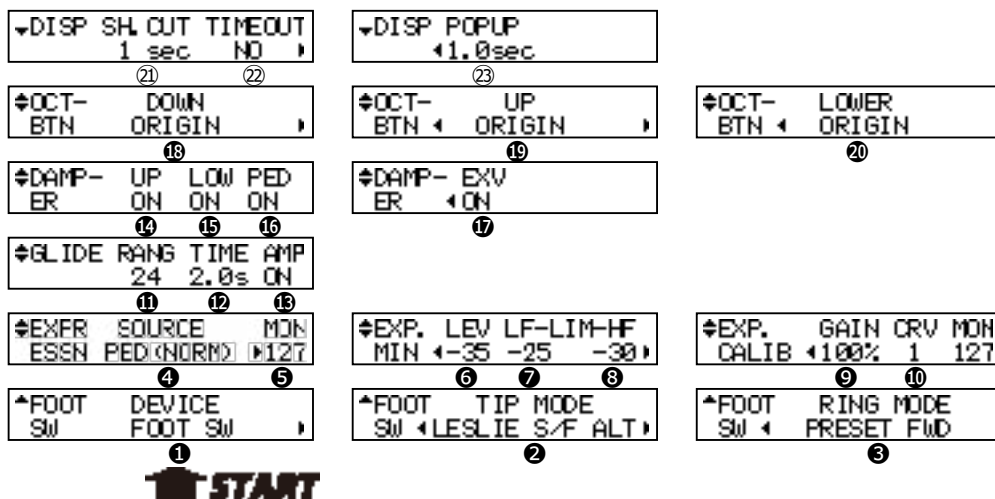 DISP SH. CUT TIMEOUT
1 sec NO
㉑ ㉒
DISP POPUP
1.0sec
㉓
OCT- DOWN
BTN ORIGIN
⓲
OCT- UP
BTN ORIGIN
⓳
OCT- LOWER
BTN ORIGIN
⓴
DAMP- UP LOW PED
ER ON ON ON
⓮ ⓯ ⓰
DAMP- EXV
ER ON
⓱
GLIDE RANG TIME AMP
24 2.0s ON
⓫ ⓬ ⓭
SOURCE MON
PED(NORM) 127
❹ ❺
EXP. LEV LF-LIM-HF
MIN -35 -25 -30
❻ ❼ ❽
EXP. GAIN CRV MON
CALIB 100% 1 127
❾ ❿
FOOT DEVICE
SW FOOT SW
❶
FOOT TIP MODE
SW LESLIE S/F ALT
❷
FOOT RING MODE
SW PRESET FWD
❸
START